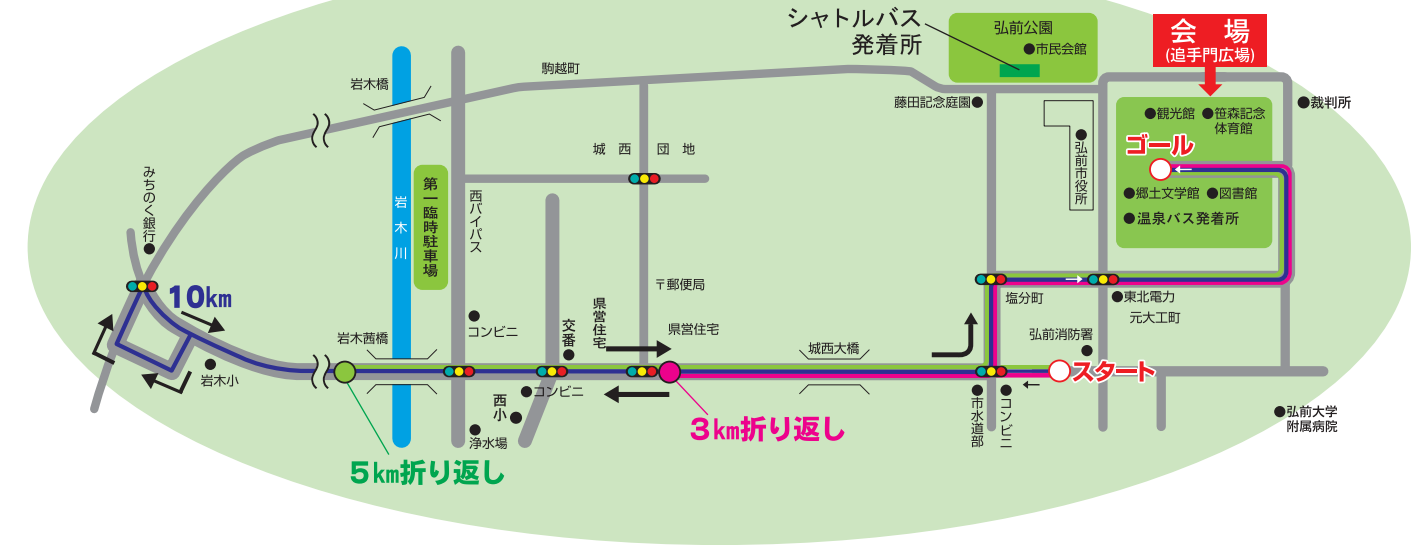 シャトルバス
発着所
弘前公園
●市民会館
会 場
(追手門広場)
駒越町
岩木橋
藤田記念庭園●
●裁判所
●観光館
●笹森記念
体育館
ゴール
●弘前市役所
●郷土文学館
●図書館
●温泉バス発着所
城西団地
みちのく銀行
岩木川
第一臨時駐車場
西バイパス
〒郵便局
塩分町
●東北電力
元大工町
10km
県営住宅
県営住宅
交番
コンビニ
岩木茜橋
城西大橋
弘前消防署
スタート
岩木小
●コンビニ
西小
浄水場
3km折り返し
5km折り返し
市水道部
コンビニ
●弘前大学
附属病院